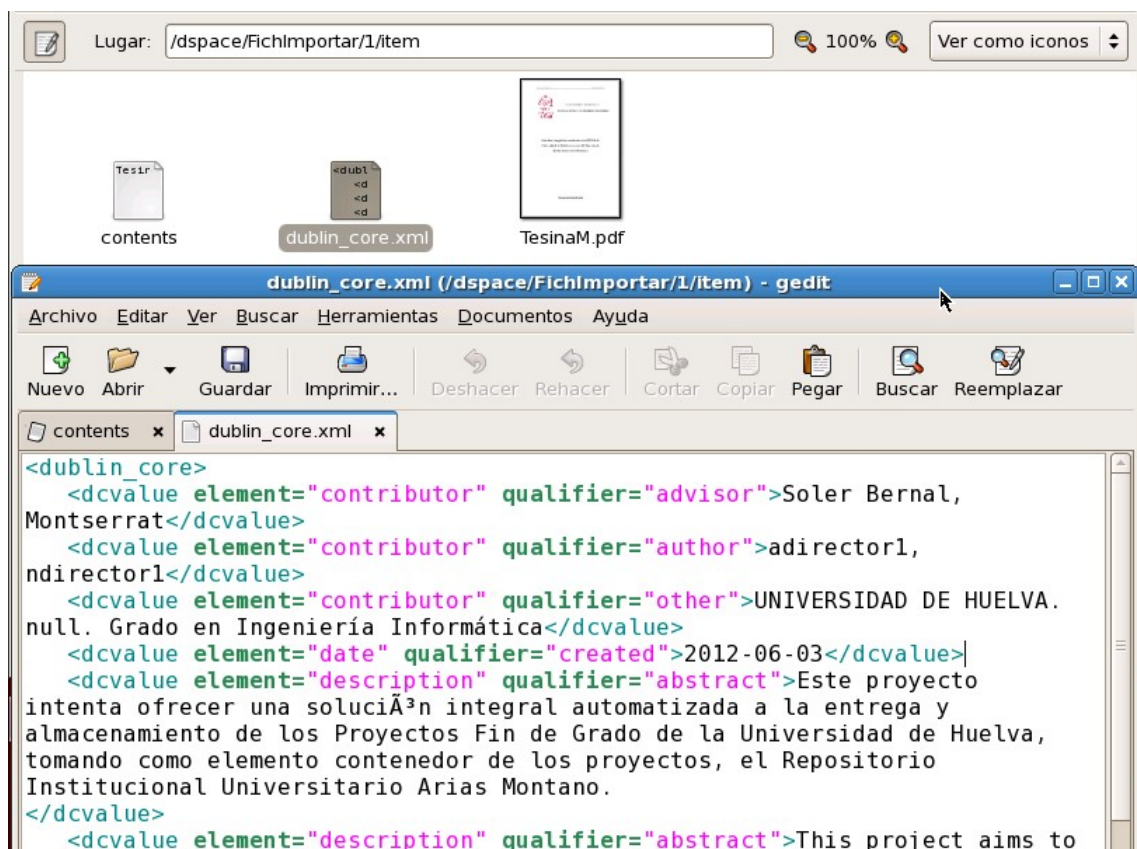 Lugar: /dspace/FichImportar/1/item 100% Ver como iconos
Tesir
<dubl
<d
<d
<d
contents dublin_core.xml TesinaM.pdf
dublin_core.xml (/dspace/FichImportar/1/item) - gedit
Archivo Editar Ver Buscar Herramientas Documentos Ayuda
Nuevo Abrir Guardar Imprimir... Deshacer Rehacer Cortar Copiar Pegar Buscar Reemplazar
contents dublin_core.xml
<dublin_core>
<dcvalue element="contributor" qualifier="advisor">Soler Bernal,
Montserrat</dcvalue>
<dcvalue element="contributor" qualifier="author">adirector1,
ndirector1</dcvalue>
<dcvalue element="contributor" qualifier="other">UNIVERSIDAD DE HUELVA.
null. Grado en Ingeniería Informática</dcvalue>
<dcvalue element="date" qualifier="created">2012-06-03</dcvalue>
<dcvalue element="description" qualifier="abstract">Este proyecto
intenta ofrecer una soluciÃ³n integral automatizada a la entrega y
almacenamiento de los Proyectos Fin de Grado de la Universidad de Huelva,
tomando como elemento contenedor de los proyectos, el Repositorio
Institucional Universitario Arias Montano.
</dcvalue>
<dcvalue element="description" qualifier="abstract">This project aims to